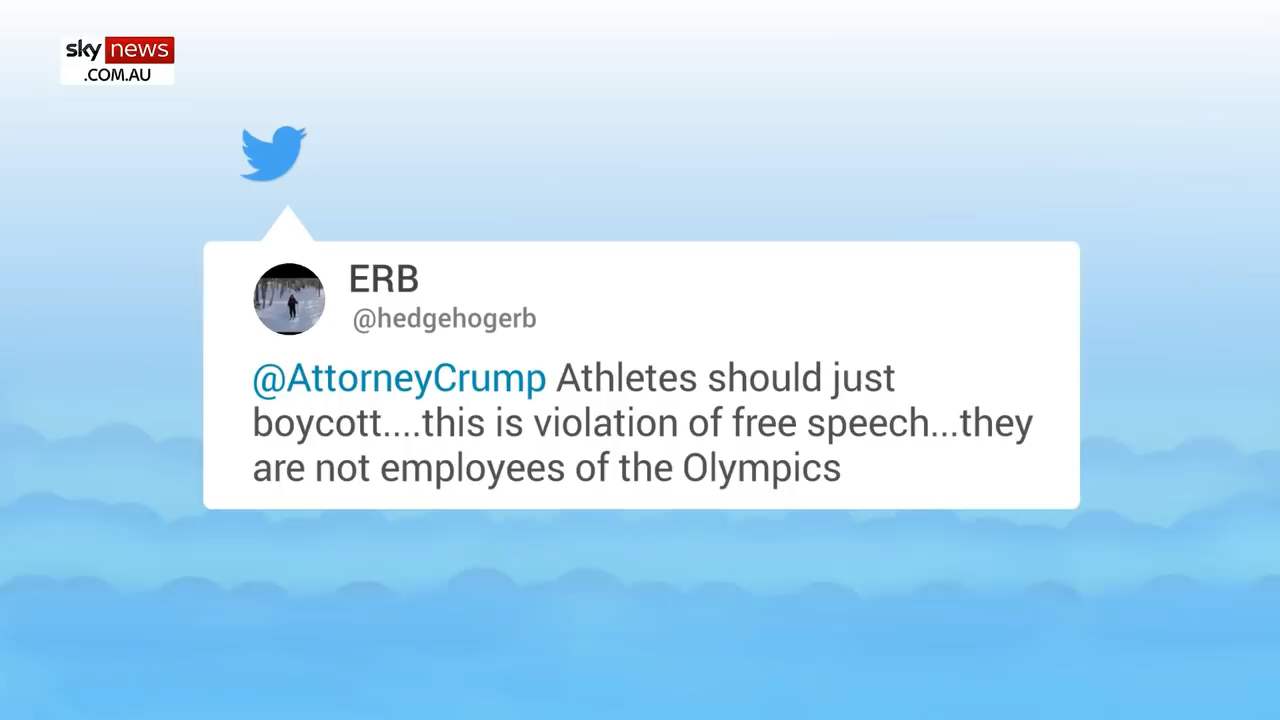 sky news
.COM.AU
ERB
@hedgehogerb
@AttorneyCrump Athletes should just
boycott....this is violation of free speech...they
are not employees of the Olympics